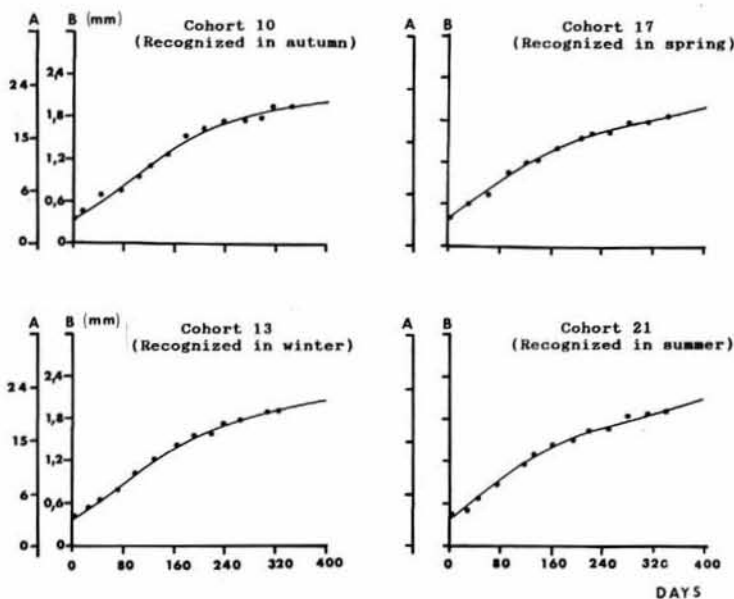 A B (mm) Cohort 10
(Recognized in autumn)
2,4
24
1,8
15
1,2
6
0,6
0 0
A B Cohort 17
(Recognized in spring)
A B (mm) Cohort 13
(Recognized in winter)
2,4
24
1,8
15
1,2
6
0,6
0 0
0 80 160 240 320 400
A B Cohort 21
(Recognized in summer)
0 80 160 240 320 400
DAYS